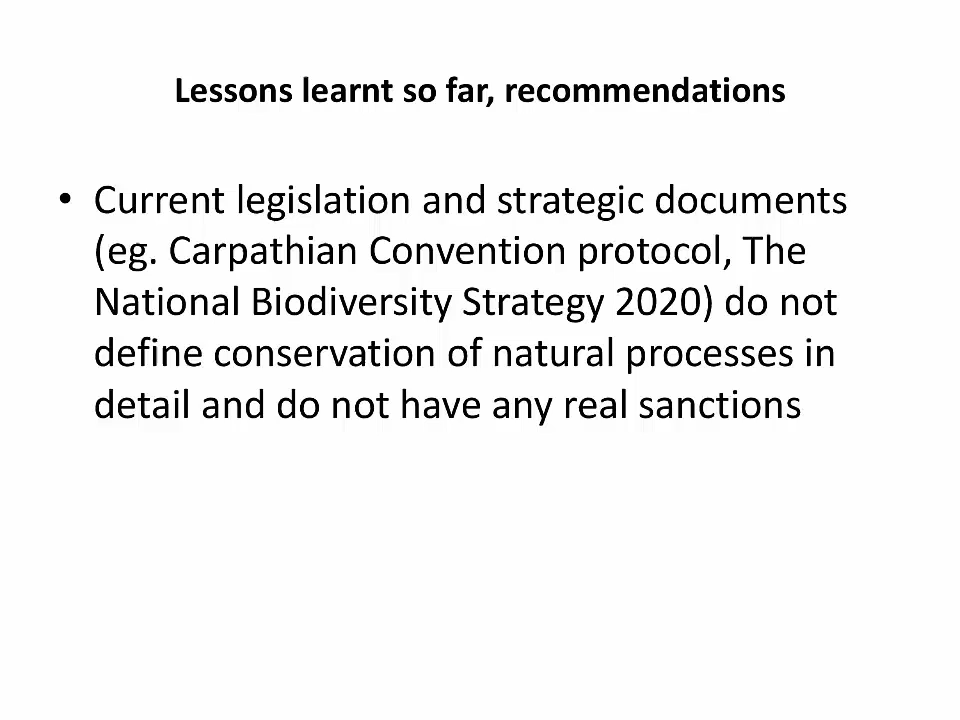 Lessons learnt so far, recommendations
• Current legislation and strategic documents
(eg. Carpathian Convention protocol, The
National Biodiversity Strategy 2020) do not
define conservation of natural processes in
detail and do not have any real sanctions